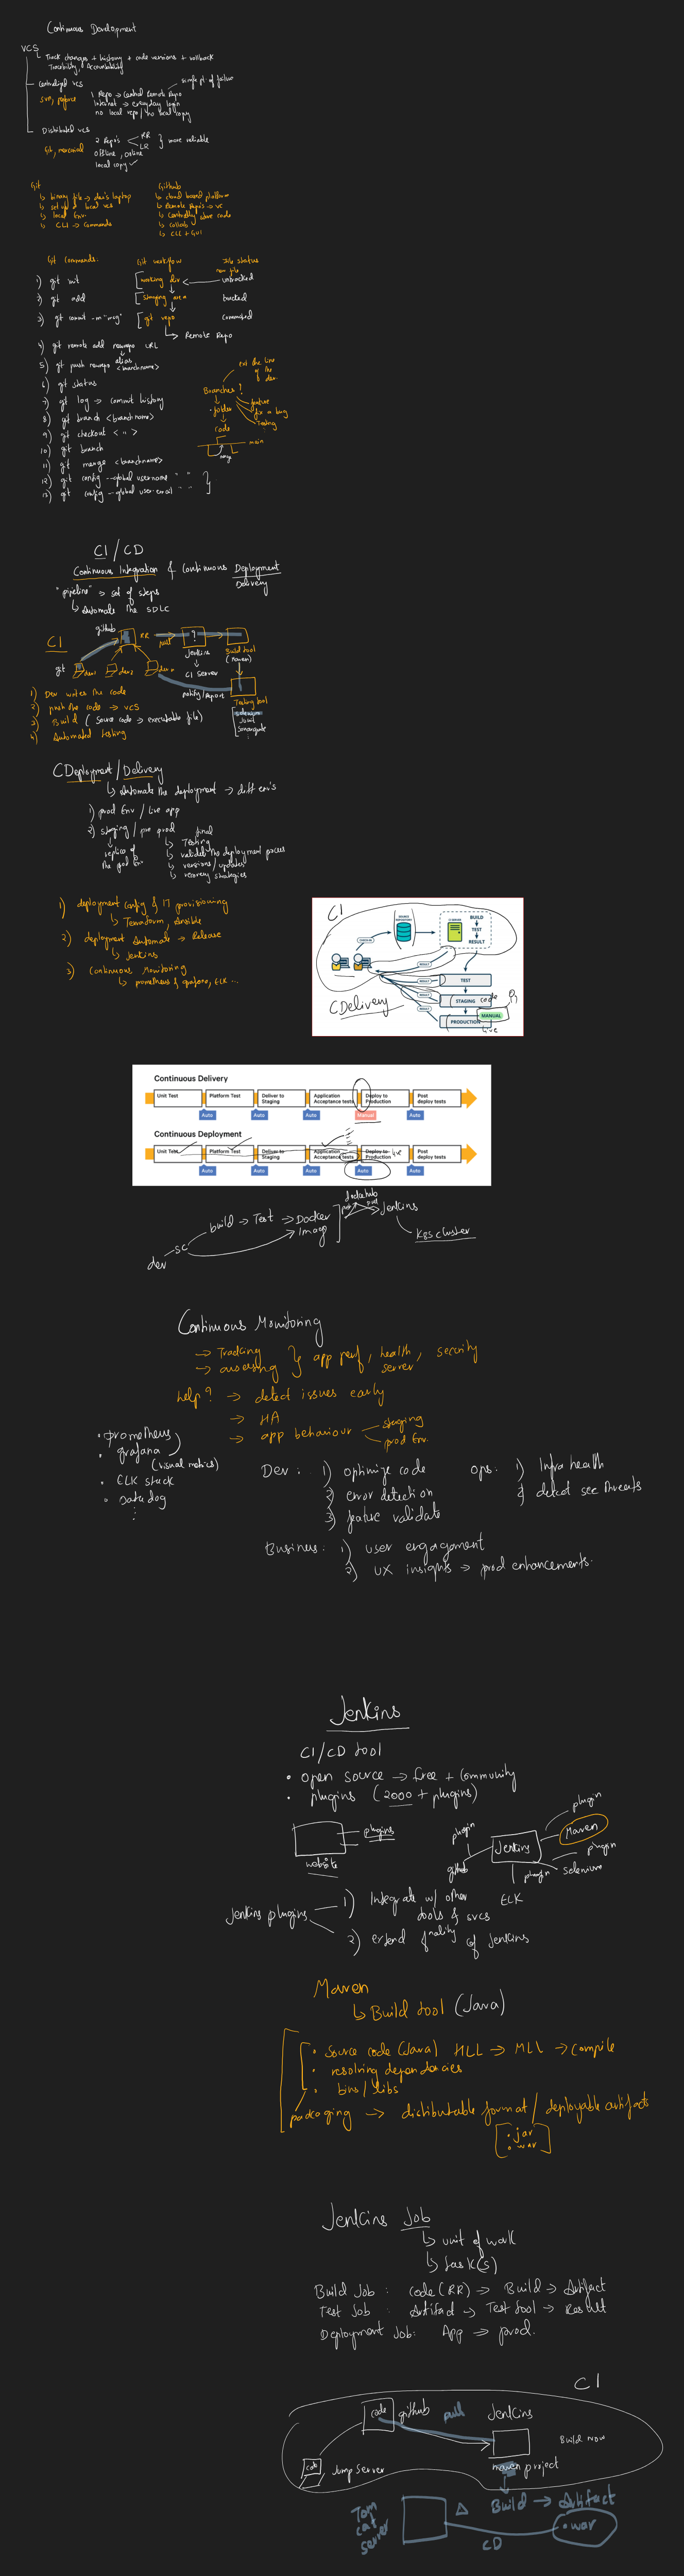 Continuous Development
VCS
Track changes + history + code versions + rollback
Tracibility, Accountability
Centralized VCS
single pt. of failure
SVN, perforce
1 Repo → Central Remote Repo
Internet → everyday login
no local repo / no local copy
Distributed VCS
Git, mercurial
2 Repo's
RR
LR
more reliable
offline, online
local copy ✓
Git
binary file → dev's laptop
set up a local vcs
local Env
CLI → Commands
Github
cloud based platform
Remote Repo's → vc
Centrally store code
collab
CLI + GUI
Git Commands:
Git workflow
File status
new file
1) git init
working dir
untracked
2) git add
staging area
tracked
3) git commit -m "msg"
git repo
committed
Remote Repo
4) git remote add newrepo URL
alias
5) git push newrepo <branchname>
6) git status
7) git log → commit history
8) git branch <branchname>
9) git checkout < " >
10) git branch
11) git merge <branchname>
12) git config --global username " "
13) git config --global user.email " "
ext the line
of the
dev.
Branches?
folder
feature
fix a bug
Testing
code
main
merge
CI / CD
Continuous Integration & Continuous Deployment
Delivery
"pipeline" → set of steps
Automate the SDLC
CI
github
RR
pull
?
Jenkins
CI Server
Build tool
(maven)
git
dev1
dev2
notify/Report
Testing tool
selenium
Junit
Sonarqube
1) Dev writes the code
2) push the code → VCS
3) Build ( Source code → executable file)
4) Automated testing
CDeployment / Delivery
Automate the deployment → diff env's
1) prod Env / live app
2) staging / pre prod
replica of
the prod Env
final
Testing
validate the deployment process
versions / updates
recovery strategies
1) deployment config & IT provisioning
Terraform, Ansible
2) deployment Automate → Release
Jenkins
3) Continuous Monitoring
prometheus & grafana, ELK ...
CI
SOURCE
REPOSITORY
CI SERVER
BUILD
TEST
RESULT
CHECK IN
RESULT
RESULT
RESULT
RESULT
TEST
STAGING
code
PRODUCTION
MANUAL
live
CDelivery
Continuous Delivery
Unit Test
Platform Test
Deliver to Staging
Application Acceptance tests
Deploy to Production
Post deploy tests
Auto
Auto
Auto
Manual
Auto
Continuous Deployment
Unit Test
Platform Test
Deliver to Staging
Application Acceptance tests
Deploy to Production
live
Post deploy tests
Auto
Auto
Auto
Auto
Auto
dev
SC
build → Test → Docker
Image
dockerhub
push
pull
Jenkins
K8s cluster
Continuous Monitoring
→ Tracking
→ assessing
app perf, health, security
server
help? → detect issues early
→ HA
→ app behaviour
staging
prod Env.
• prometheus
• grafana
(visual metrics)
• ELK stack
• Datadog
Dev : 1) optimize code
2) error detection
3) feature validate
ops : 1) Infra health
2) detect sec threats
Business : 1) user engagement
2) UX insights → prod enhancements.
Jenkins
CI/CD tool
• open source → free + Community
• plugins (2000 + plugins)
plugins
website
plugin
github
Jenkins
plugin
Maven
plugin
Selenium
plugin
ELK
Jenkins plugins
1) Integrate w/ other
tools & svcs
2) extend fnality of Jenkins
Maven
Build tool (Java)
• Source code (Java) HLL → MLL → Compile
• resolving dependencies
• bins / libs
packaging → distributable format / deployable artifacts
• jar
• war
Jenkins Job
unit of work
task(s)
Build Job : code (RR) → Build → Artifact
Test Job : Artifact → Test tool → Result
Deployment Job: App → prod.
CI
code
github
pull
Jenkins
Build now
maven project
code
Jump Server
Build → Artifact
.war
CD
Tom
cat
server